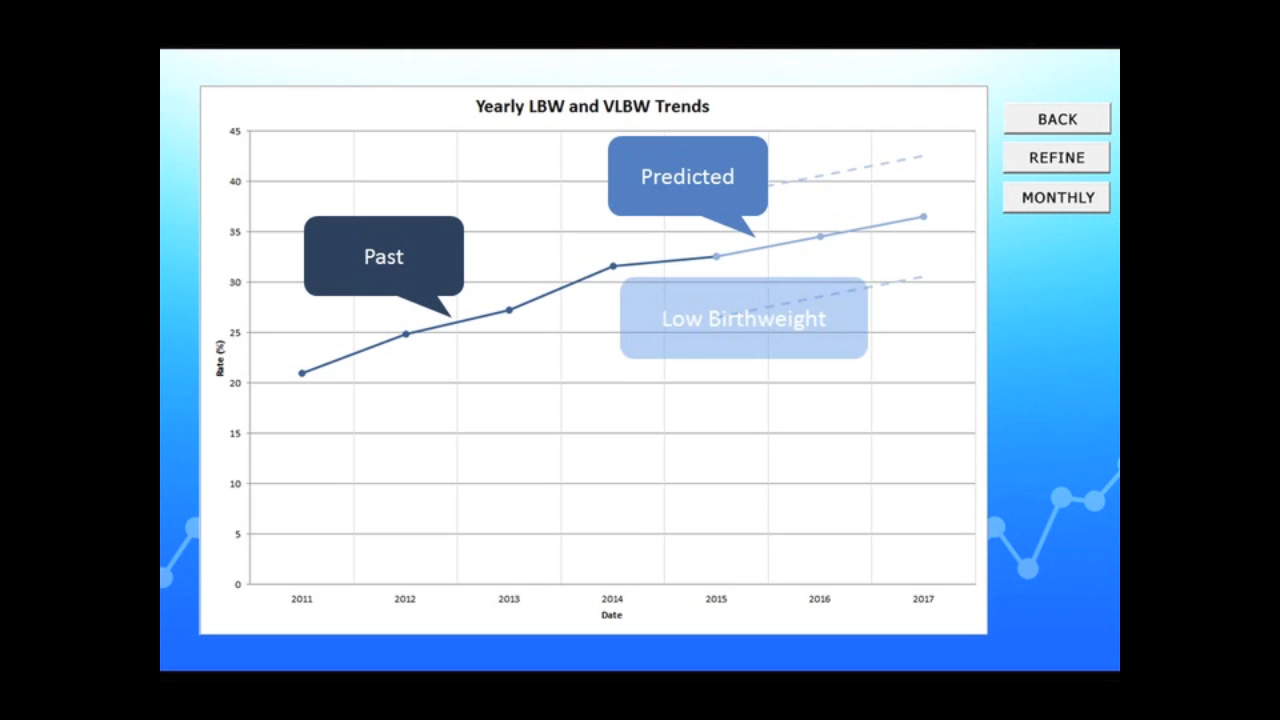 Yearly LBW and VLBW Trends
BACK
REFINE
MONTHLY
Predicted
Past
Low Birthweight
Rate (%)
45
40
35
30
25
20
15
10
5
0
2011 2012 2013 2014 2015 2016 2017
Date